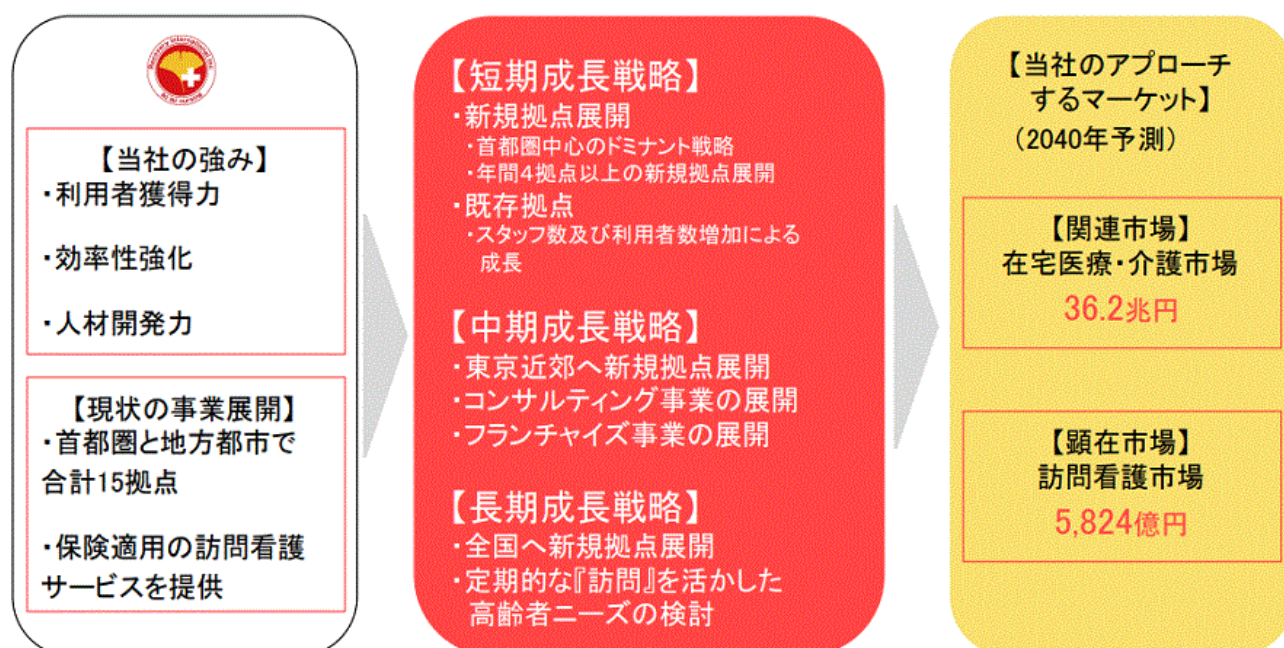 Recovery International Inc
【当社の強み】
・利用者獲得力
・効率性強化
・人材開発力
【現状の事業展開】
・首都圏と地方都市で
合計15拠点
・保険適用の訪問看護
サービスを提供
【短期成長戦略】
・新規拠点展開
・首都圏中心のドミナント戦略
・年間4拠点以上の新規拠点展開
・既存拠点
・スタッフ数及び利用者数増加による
成長
【中期成長戦略】
・東京近郊へ新規拠点展開
・コンサルティング事業の展開
・フランチャイズ事業の展開
【長期成長戦略】
・全国へ新規拠点展開
・定期的な『訪問』を活かした
高齢者ニーズの検討
【当社のアプローチ
するマーケット】
（2040年予測）
【関連市場】
在宅医療・介護市場
36.2兆円
【顕在市場】
訪問看護市場
5,824億円